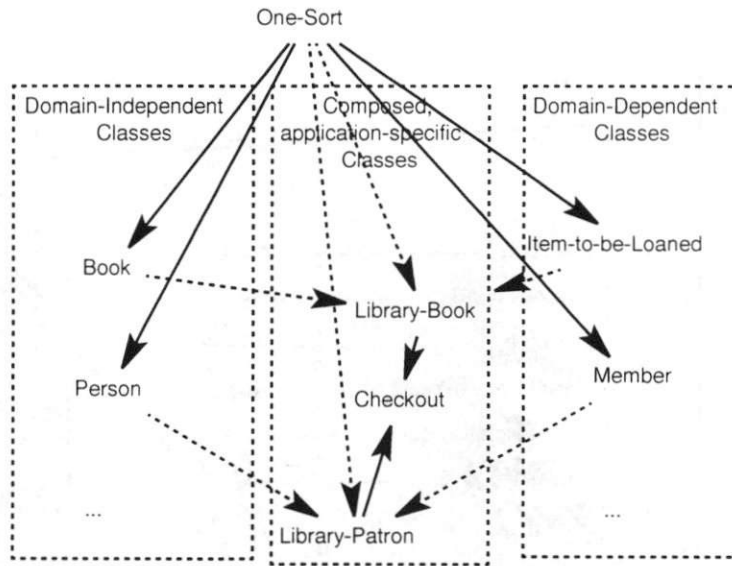 One-Sort
Domain-Independent
Classes
Composed,
application-specific
Classes
Domain-Dependent
Classes
Book
Item-to-be-Loaned
Library-Book
Person
Checkout
Member
...
...
Library-Patron